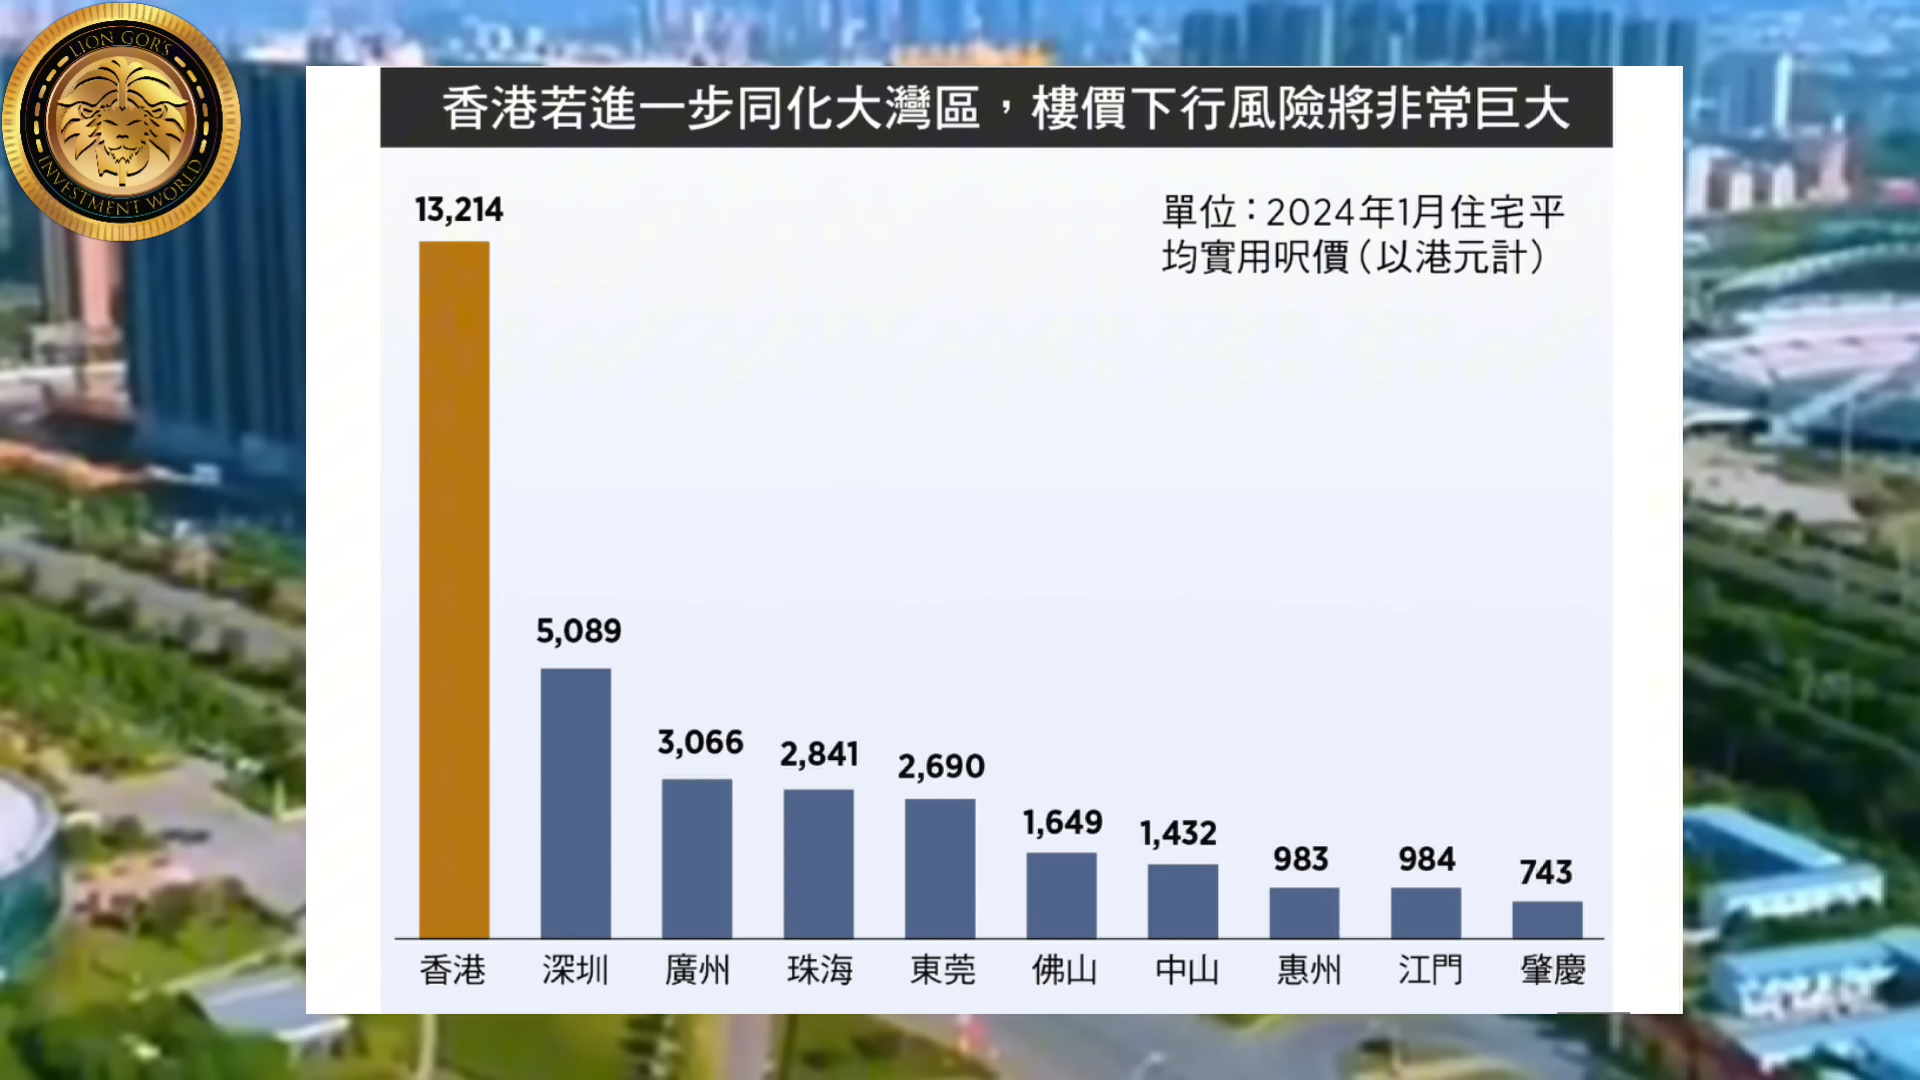 LION GOR'S
INVESTMENT WORLD
香港若進一步同化大灣區，樓價下行風險將非常巨大
單位：2024年1月住宅平
均實用呎價（以港元計）
13,214
5,089
3,066
2,841
2,690
1,649
1,432
983
984
743
香港
深圳
廣州
珠海
東莞
佛山
中山
惠州
江門
肇慶